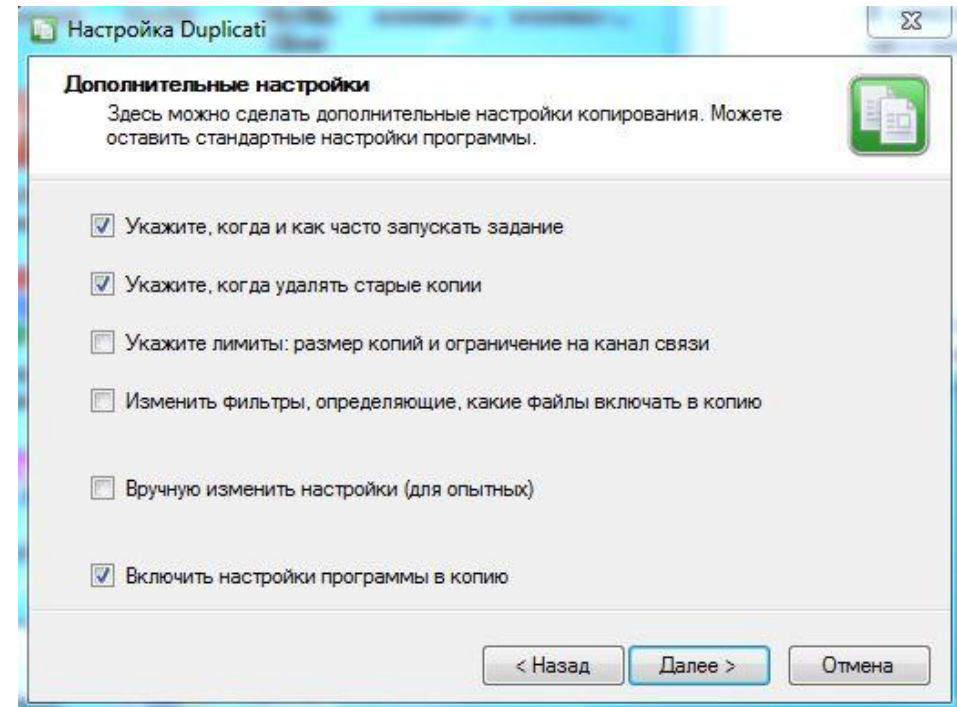 Настройка Duplicati
Дополнительные настройки
Здесь можно сделать дополнительные настройки копирования. Можете
оставить стандартные настройки программы.
Укажите, когда и как часто запускать задание
Укажите, когда удалять старые копии
Укажите лимиты: размер копий и ограничение на канал связи
Изменить фильтры, определяющие, какие файлы включать в копию
Вручную изменить настройки (для опытных)
Включить настройки программы в копию
< Назад
Далее >
Отмена